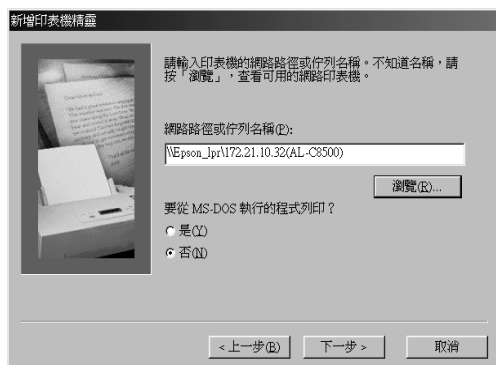 新增印表機精靈
請輸入印表機的網路路徑或佇列名稱。不知道名稱，請
按「瀏覽」，查看可用的網路印表機。
網路路徑或佇列名稱(P):
\\Epson_lpr\172.21.10.32(AL-C8500)
瀏覽(R)...
要從 MS-DOS 執行的程式列印？
是(Y)
否(N)
< 上一步(B)
下一步 >
取消